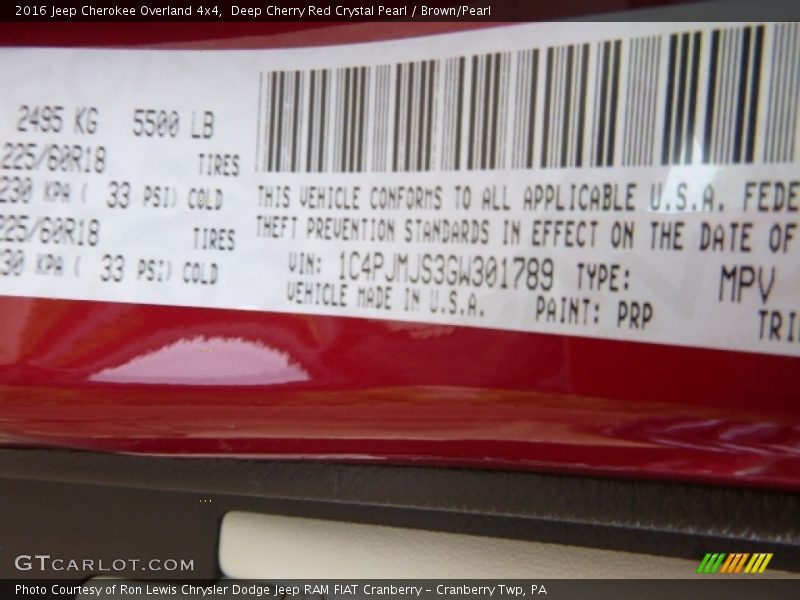 2016 Jeep Cherokee Overland 4x4,  Deep Cherry Red Crystal Pearl / Brown/Pearl
2495 KG 5500 LB
225/60R18 TIRES
230 KPA ( 33 PSI) COLD
225/60R18 TIRES
230 KPA ( 33 PSI) COLD
THIS VEHICLE CONFORMS TO ALL APPLICABLE U.S.A. FEDE
THEFT PREVENTION STANDARDS IN EFFECT ON THE DATE OF
VIN: 1C4PJMJS3GW301789 TYPE: MPV
VEHICLE MADE IN U.S.A. PAINT: PRP
TRI
GTCARLOT.COM
Photo Courtesy of Ron Lewis Chrysler Dodge Jeep RAM FIAT Cranberry - Cranberry Twp, PA